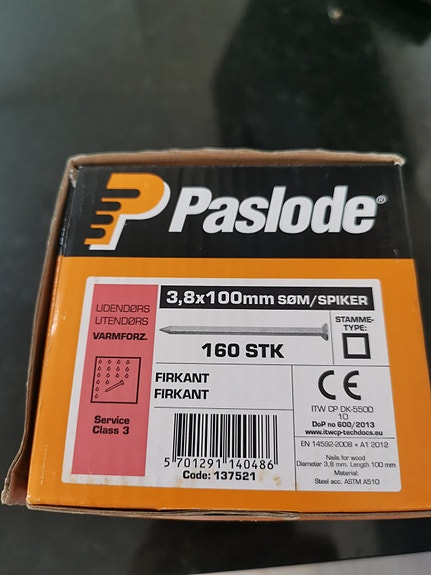 Paslode®
3,8x100mm SØM/SPIKER
UDENDØRS
UTENDØRS
VARMFORZ.
Service
Class 3
160 STK
FIRKANT
FIRKANT
5 701291 140486
Code: 137521
STAMME-
TYPE:
CE
ITW CP DK-5500
10
DoP no 600/2013
www.itwcp-techdocs.eu
EN 14592-2008 + A1 2012
Nails for wood
Diameter 3,8 mm. Length 100 mm
Material:
Steel acc. ASTM A510